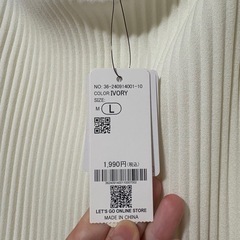 NO: 36-240914001-10
COLOR: IVORY
SIZE:
M L
1,990円(税込)
LET'S GO ONLINE STORE
MADE IN CHINA